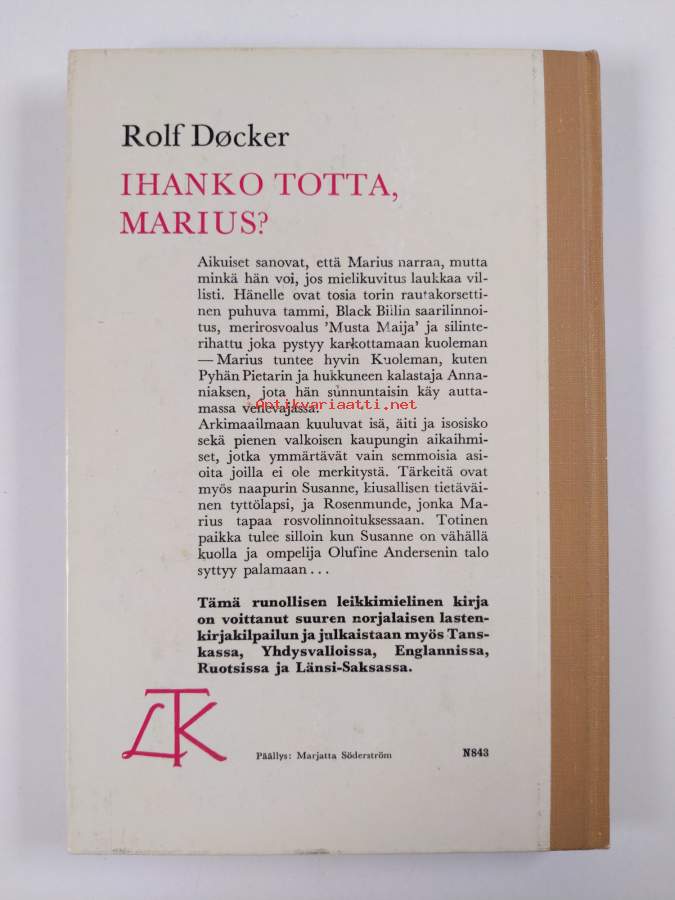 Rolf Døcker
IHANKO TOTTA,
MARIUS?
Aikuiset sanovat, että Marius narraa, mutta
minkä hän voi, jos mielikuvitus laukkaa vil-
listi. Hänelle ovat tosia torin rautakorsetti-
nen puhuva tammi, Black Billin saarilinnoi-
tus, merirosvoalus 'Musta Maija' ja silinte-
rihattu joka pystyy karkottamaan kuoleman
— Marius tuntee hyvin Kuoleman, kuten
Pyhän Pietarin ja hukkuneen kalastaja Anna-
niaksen, jota hän sunnuntaisin käy autta-
massa venevajassa.
Antikvariaatti.net
Arkimaailmaan kuuluvat isä, äiti ja isosisko
sekä pienen valkoisen kaupungin aikaihmi-
set, jotka ymmärtävät vain semmoisia asi-
oita joilla ei ole merkitystä. Tärkeitä ovat
myös naapurin Susanne, kiusallisen tietäväi-
nen tyttölapsi, ja Rosenmunde, jonka Ma-
rius tapaa rosvolinnoituksessaan. Totinen
paikka tulee silloin kun Susanne on vähällä
kuolla ja ompelija Olufine Andersenin talo
syttyy palamaan...
Tämä runollisen leikkimielinen kirja
on voittanut suuren norjalaisen lasten-
kirjakilpailun ja julkaistaan myös Tans-
kassa, Yhdysvalloissa, Englannissa,
Ruotsissa ja Länsi-Saksassa.
LTK
Päällys: Marjatta Söderström
N843